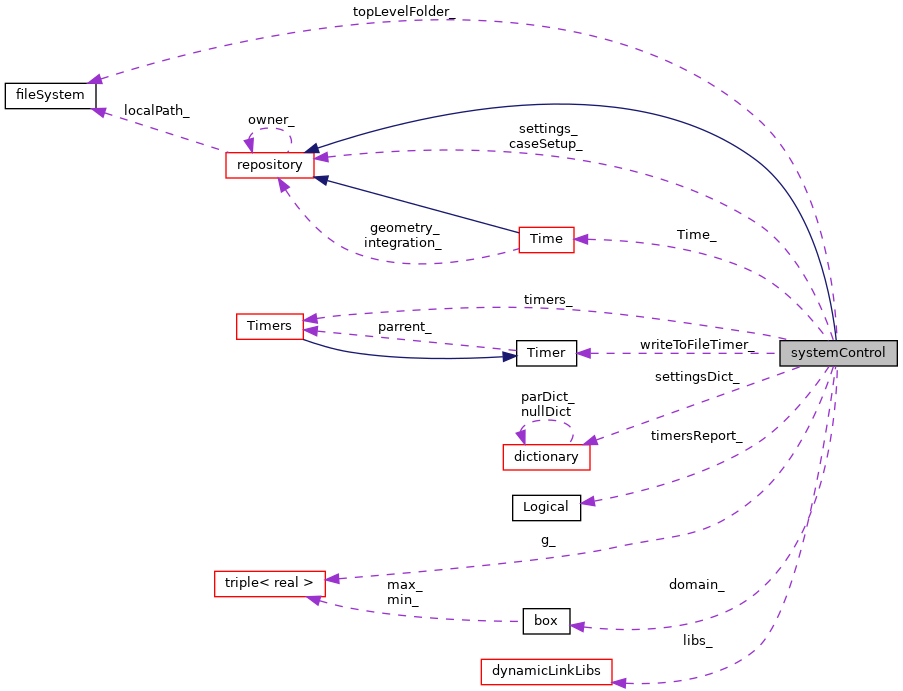 topLevelFolder_
fileSystem
localPath_
owner_
settings_
caseSetup_
repository
geometry_
integration_
Time
Time_
timers_
Timers
parrent_
Timer
writeToFileTimer_
systemControl
settingsDict_
parDict_
nullDict
dictionary
timersReport_
Logical
g_
triple< real >
max_
min_
domain_
box
libs_
dynamicLinkLibs